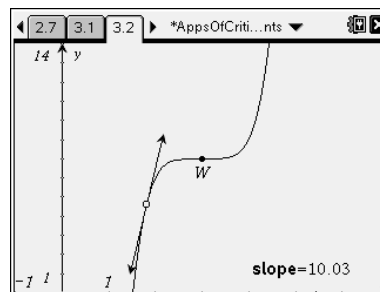 2.7 3.1 3.2 *AppsOfCriti...nts
14 y
W
slope=10.03
-1 1 1